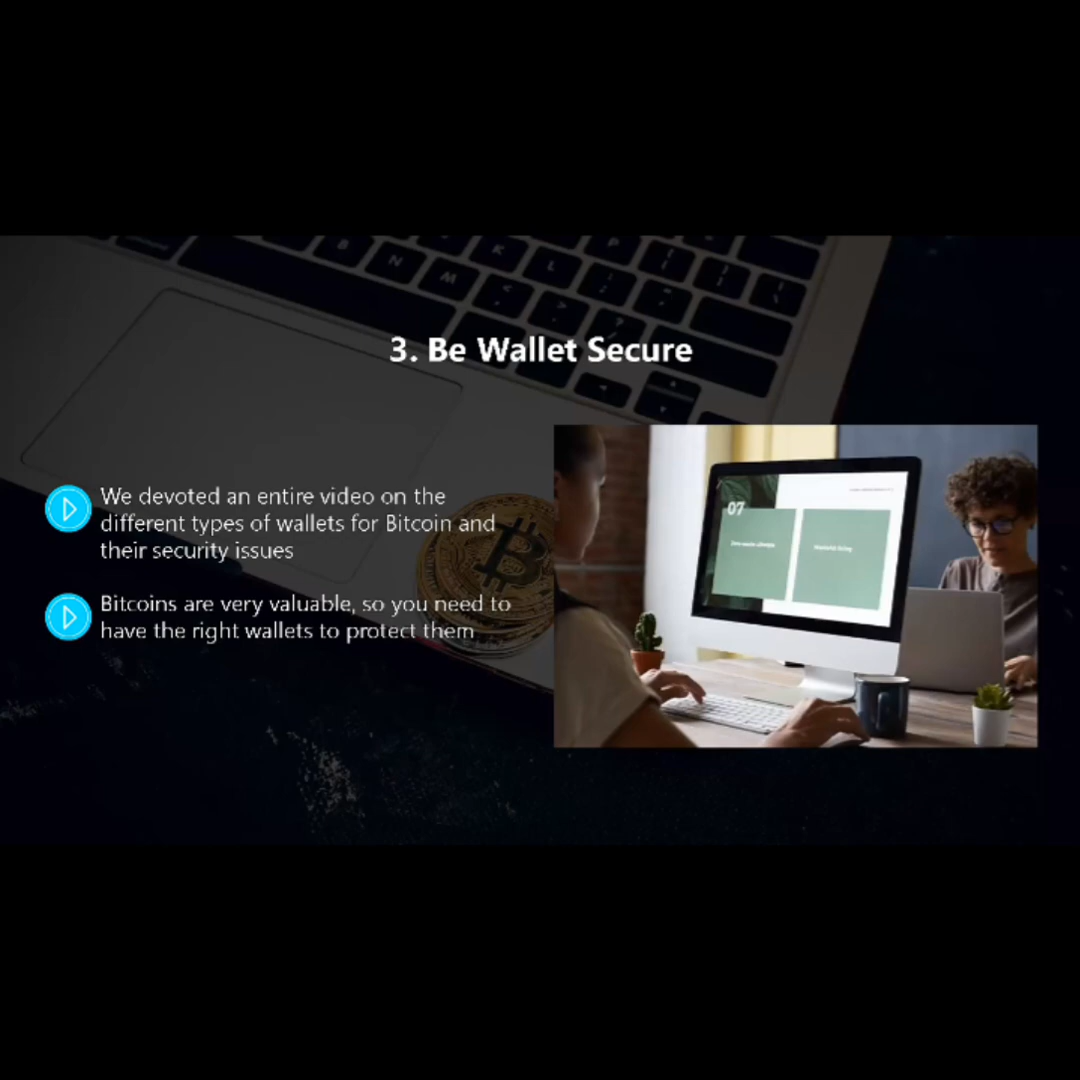 3. Be Wallet Secure
We devoted an entire video on the
different types of wallets for Bitcoin and
their security issues
Bitcoins are very valuable, so you need to
have the right wallets to protect them
07